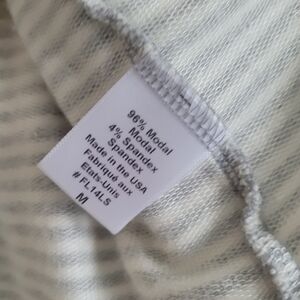 96% Modal
Modal
4% Spandex
Spandex
Made in the USA
Fabriqué aux
Etats-Unis
# FL14LS
M